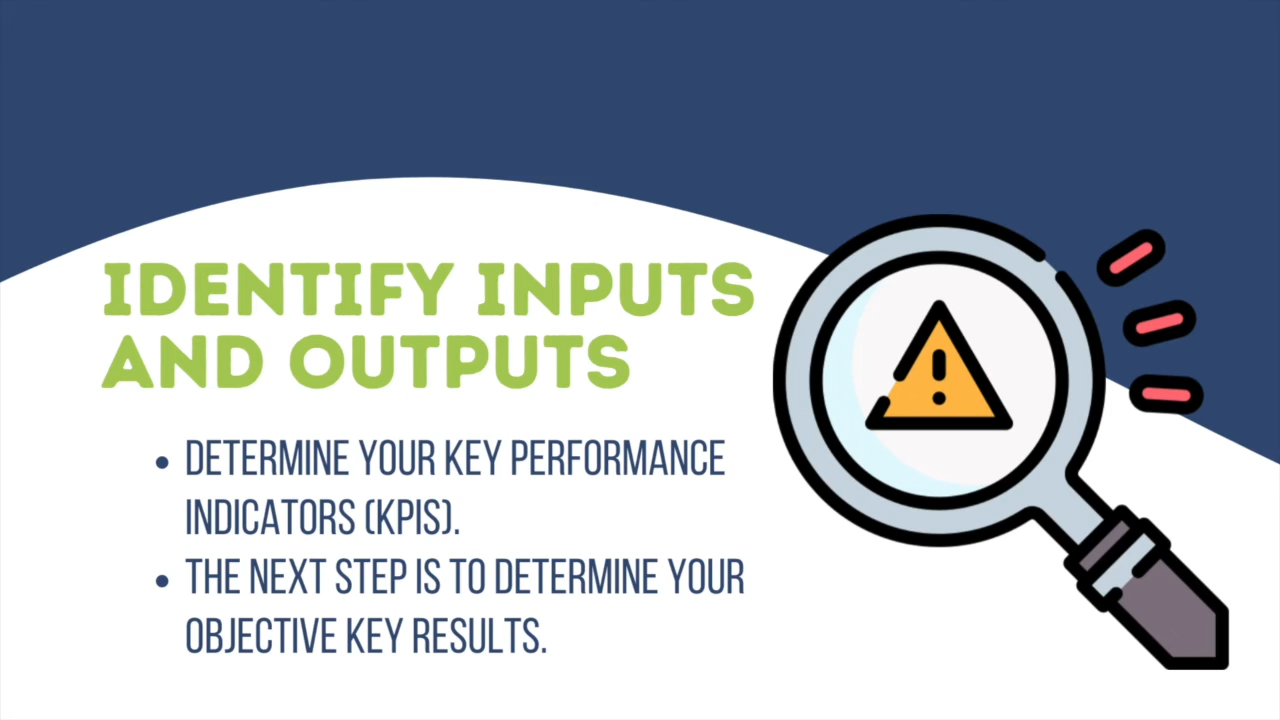 IDENTIFY INPUTS
AND OUTPUTS
• DETERMINE YOUR KEY PERFORMANCE
INDICATORS (KPIS).
• THE NEXT STEP IS TO DETERMINE YOUR
OBJECTIVE KEY RESULTS.